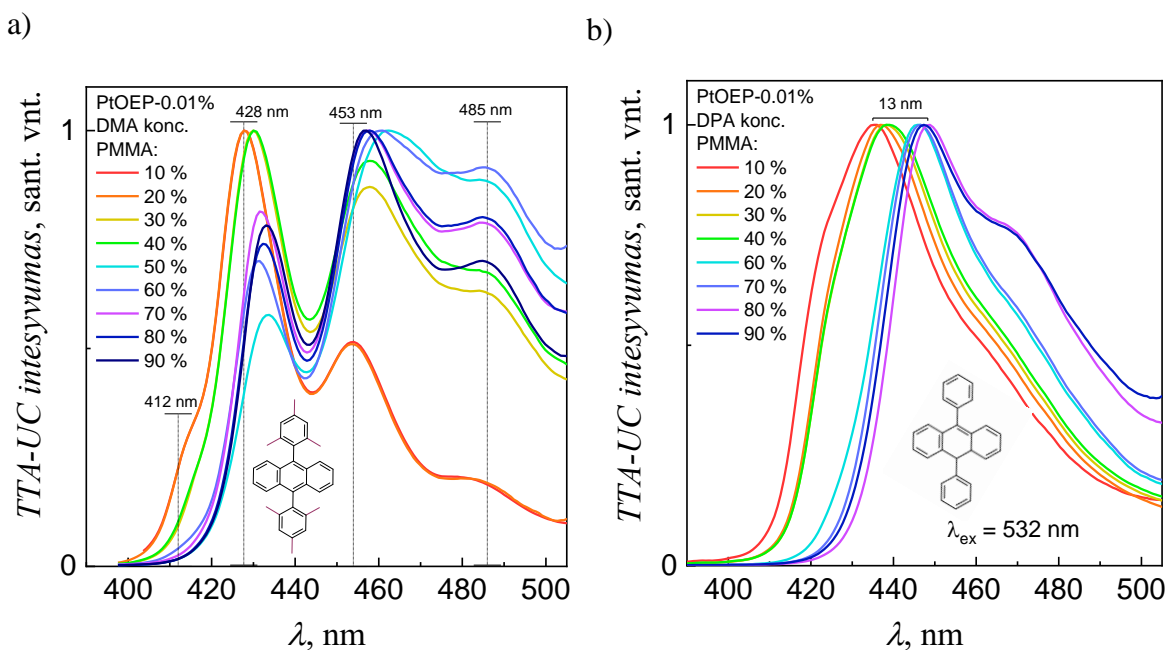 a)
TTA-UC intesyvumas, sant. vnt.
1
0
PtOEP-0.01%
DMA konc.
PMMA:
10 %
20 %
30 %
40 %
50 %
60 %
70 %
80 %
90 %
412 nm
428 nm
453 nm
485 nm
400 420 440 460 480 500
λ, nm
b)
TTA-UC intesyvumas, sant. vnt.
1
0
PtOEP-0.01%
DPA konc.
PMMA:
10 %
20 %
30 %
40 %
60 %
70 %
80 %
90 %
13 nm
λex = 532 nm
400 420 440 460 480 500
λ, nm